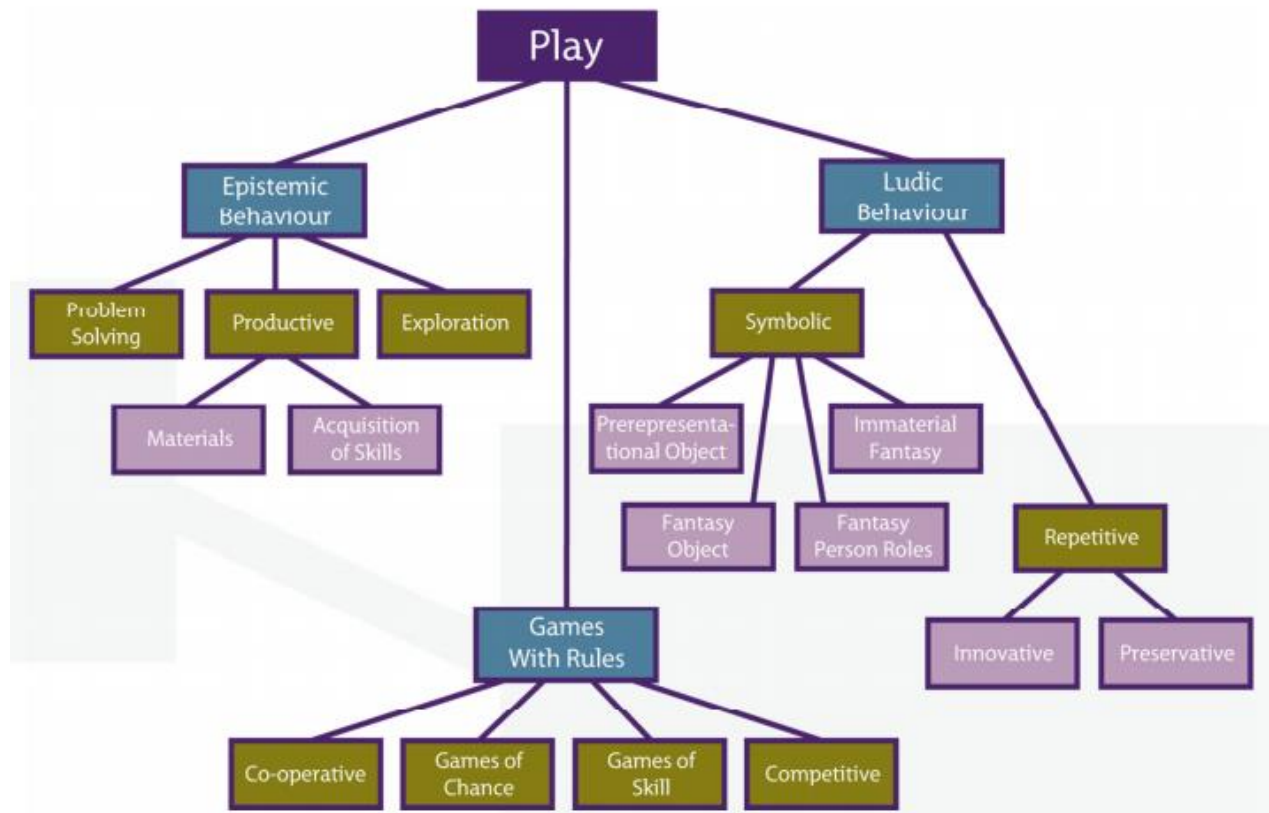 Play
Epistemic
Behaviour
Ludic
Behaviour
Problem
Solving
Productive
Exploration
Symbolic
Materials
Acquisition
of Skills
Prerepresenta-
tional Object
Immaterial
Fantasy
Fantasy
Object
Fantasy
Person Roles
Repetitive
Innovative
Preservative
Games
With Rules
Co-operative
Games of
Chance
Games of
Skill
Competitive